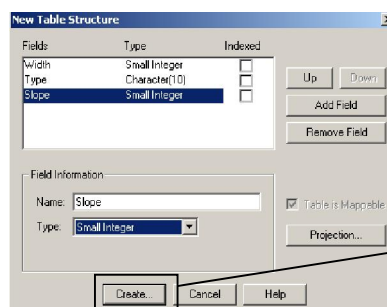 New Table Structure
Fields Type Indexed
Width Small Integer
Type Character(10)
Slope Small Integer
Up Down
Add Field
Remove Field
Field Information
Name: Slope
Type: Small Integer
Table is Mappable
Projection...
Create... Cancel Help